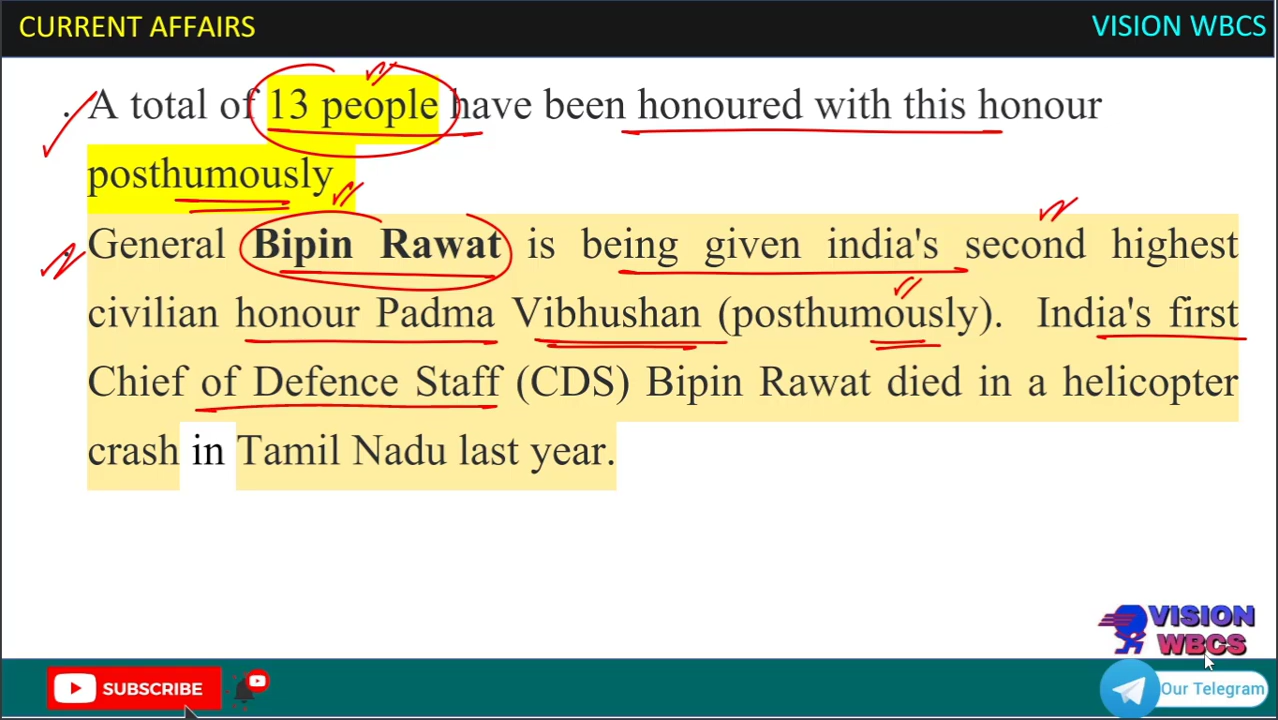 CURRENT AFFAIRS
VISION WBCS
. A total of 13 people have been honoured with this honour
posthumously
. General Bipin Rawat is being given india's second highest
civilian honour Padma Vibhushan (posthumously). India's first
Chief of Defence Staff (CDS) Bipin Rawat died in a helicopter
crash in Tamil Nadu last year.
VISION
WBCS
SUBSCRIBE
Our Telegram